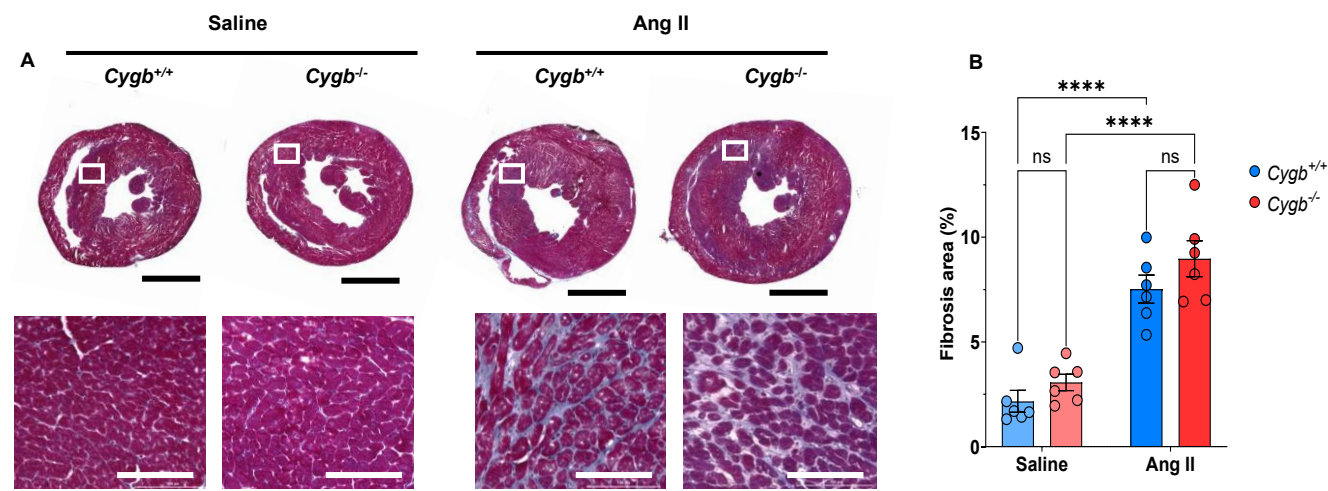 Saline
Ang II
A
Cygb+/+
Cygb-/-
Cygb+/+
Cygb-/-
B
Fibrosis area (%)
15
10
5
0
****
****
ns
ns
Saline
Ang II
Cygb+/+
Cygb-/-